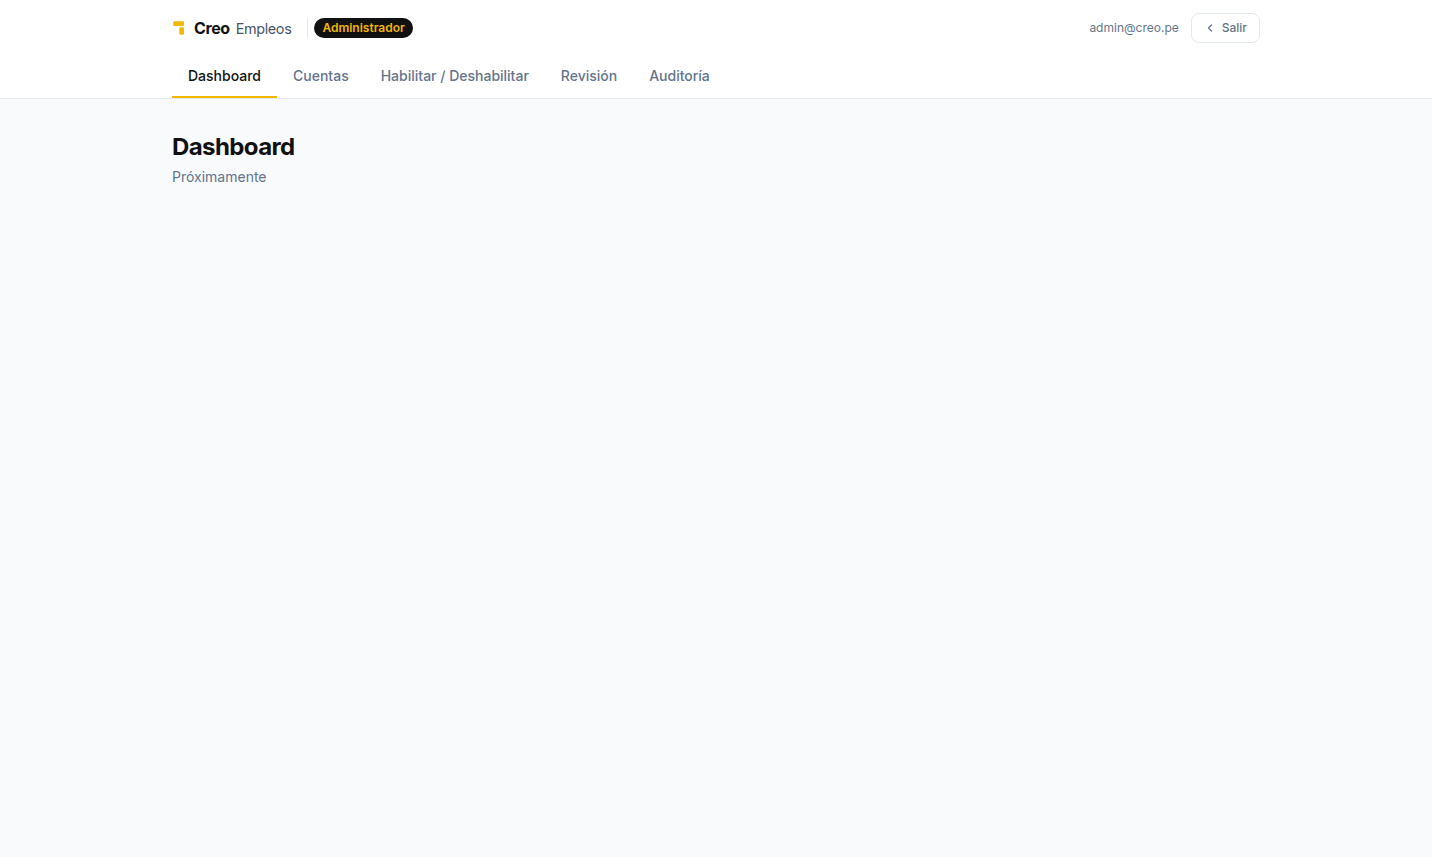 Creo Empleos Administrador admin@creo.pe Salir
Dashboard Cuentas Habilitar / Deshabilitar Revisión Auditoría
Dashboard
Próximamente